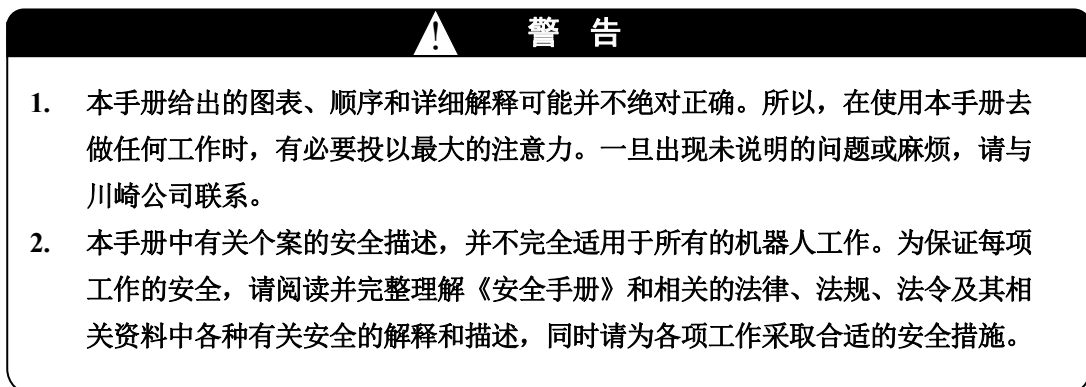 警 告
1. 本手册给出的图表、顺序和详细解释可能并不绝对正确。所以，在使用本手册去
做任何工作时，有必要投以最大的注意力。一旦出现未说明的问题或麻烦，请与
川崎公司联系。
2. 本手册中有关个案的安全描述，并不完全适用于所有的机器人工作。为保证每项
工作的安全，请阅读并完整理解《安全手册》和相关的法律、法规、法令及其相
关资料中各种有关安全的解释和描述，同时请为各项工作采取合适的安全措施。